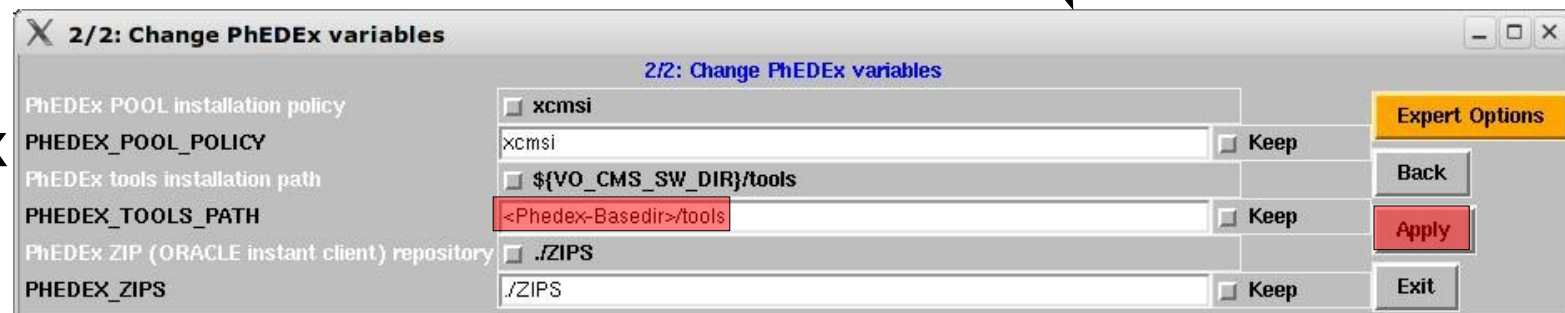 2/2: Change PhEDEx variables
2/2: Change PhEDEx variables
PhEDEx POOL installation policy xcmsi
PHEDEX_POOL_POLICY xcmsi Keep
PhEDEx tools installation path ${VO_CMS_SW_DIR}/tools
PHEDEX_TOOLS_PATH <Phedex-Basedir>/tools Keep
PhEDEx ZIP (ORACLE instant client) repository ./ZIPS
PHEDEX_ZIPS ./ZIPS Keep
Expert Options
Back
Apply
Exit